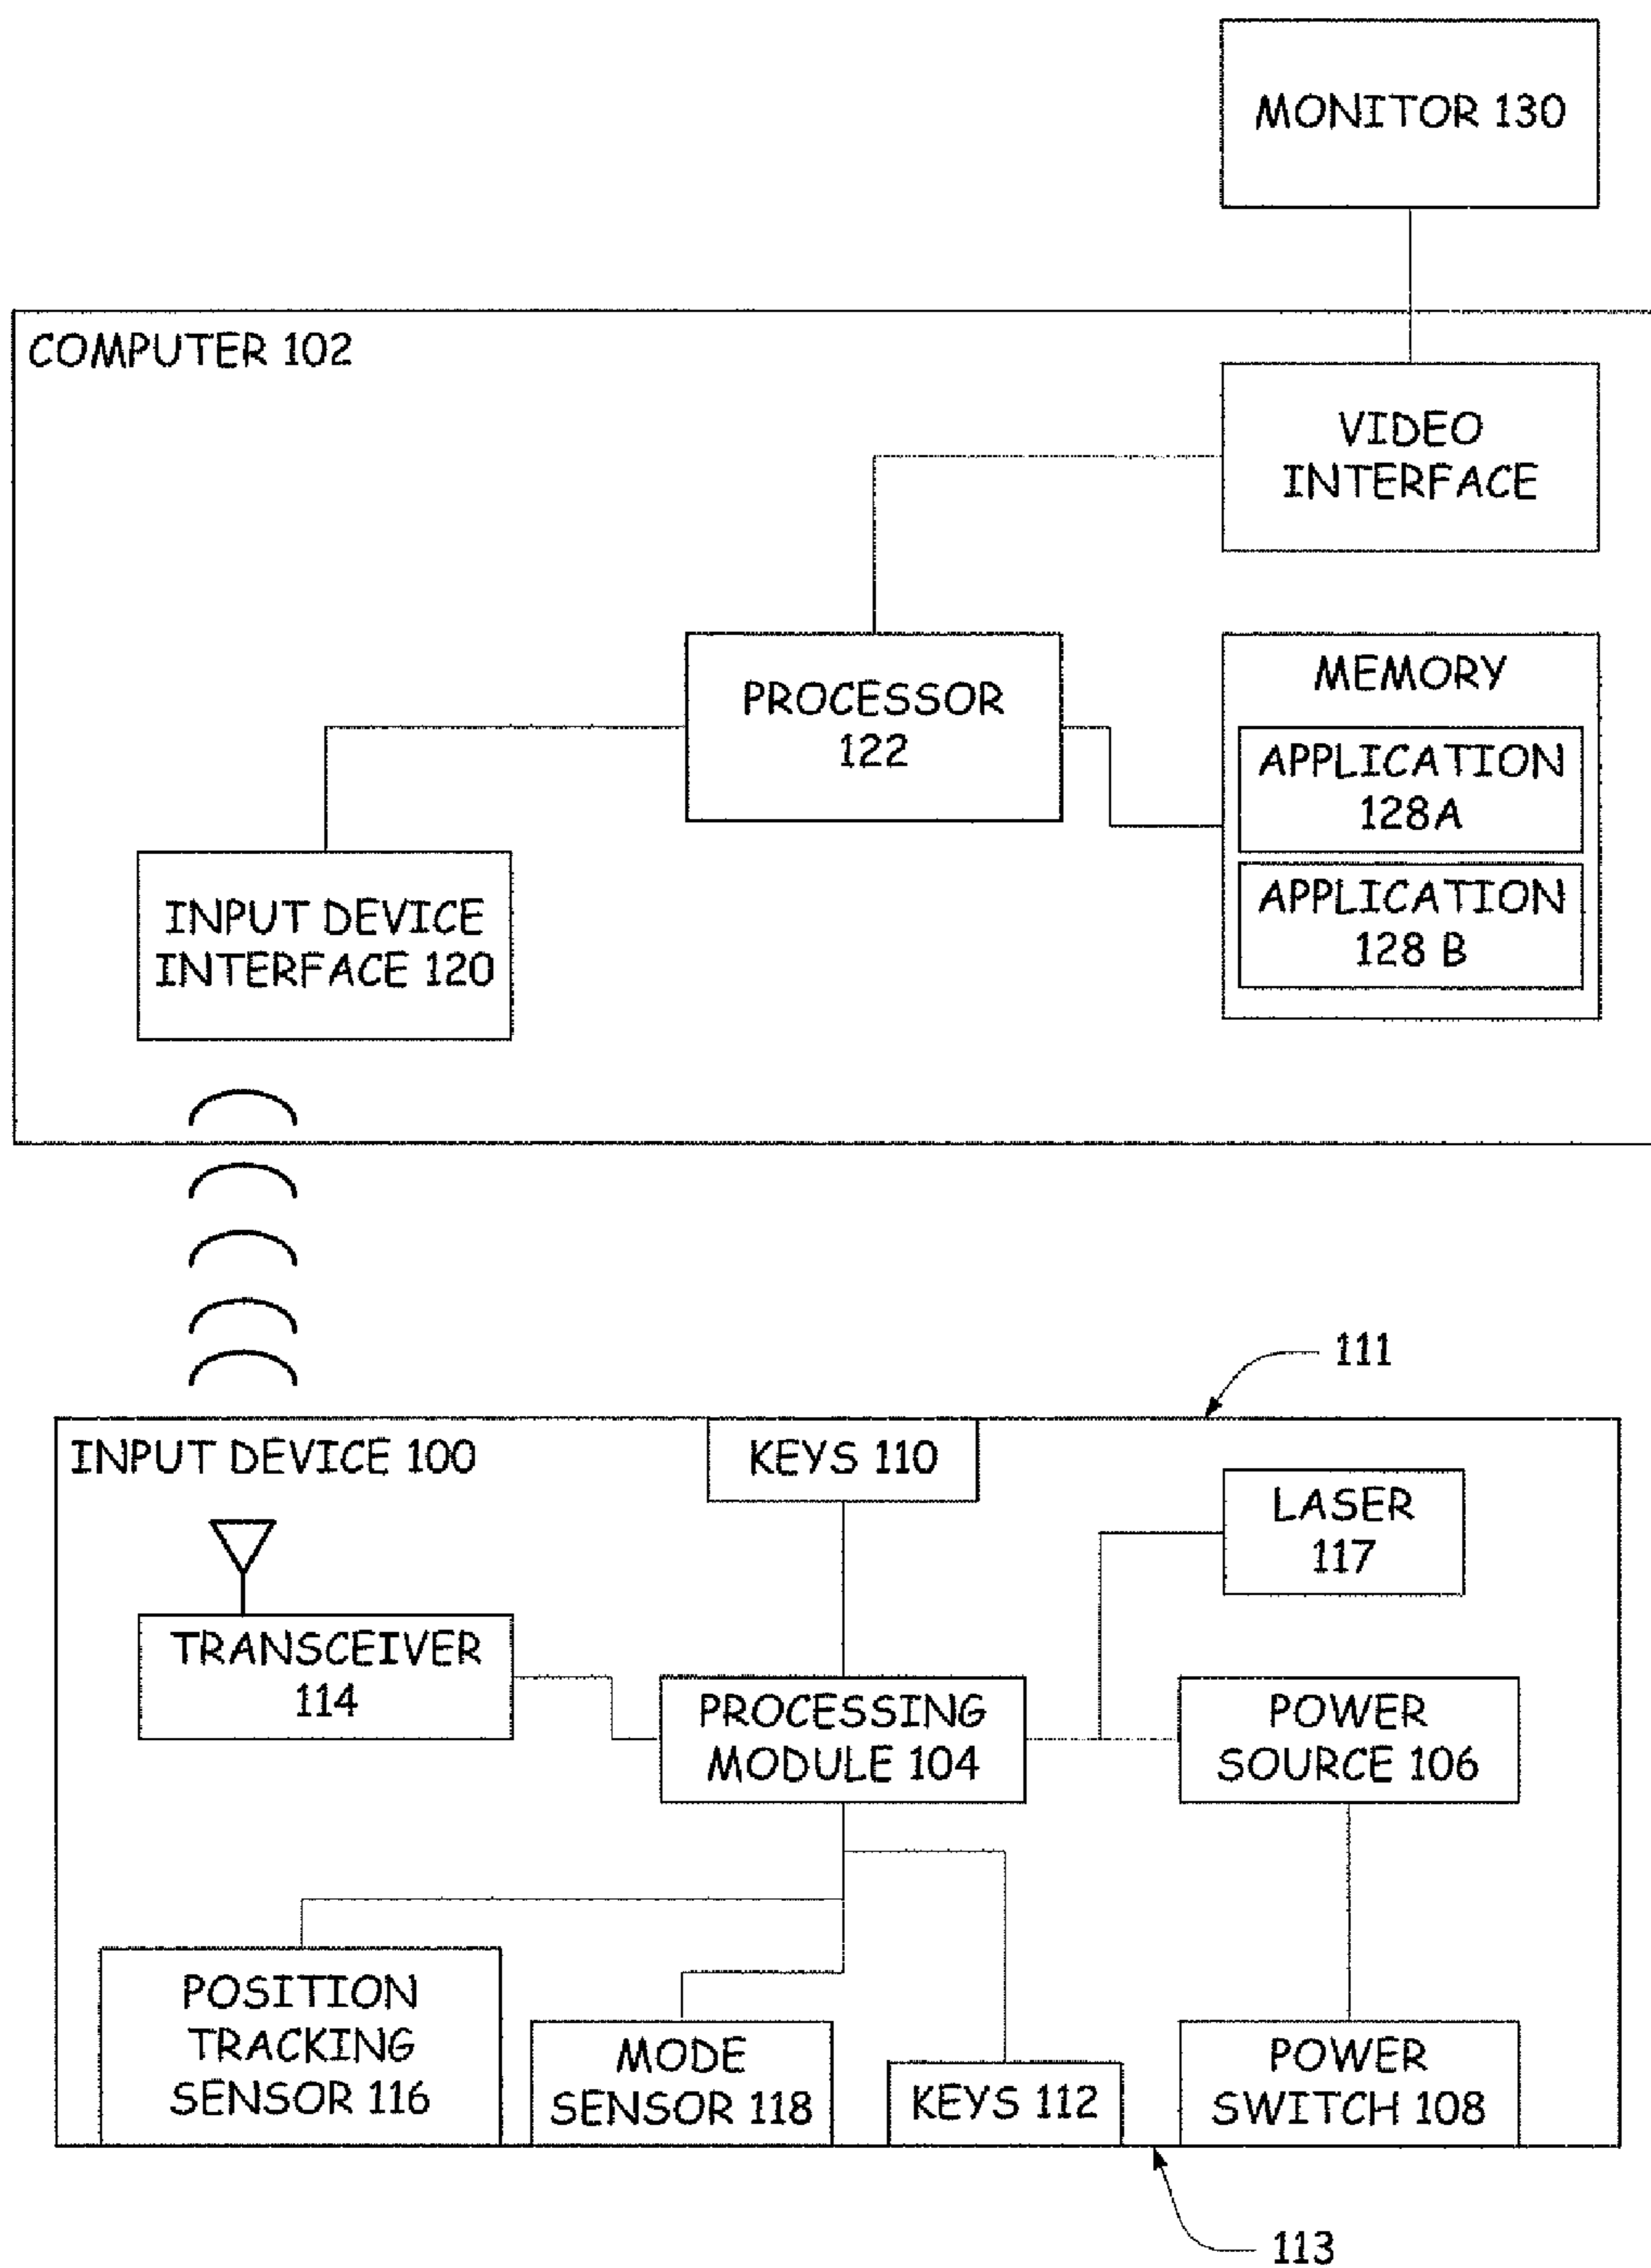 MONITOR 130
COMPUTER 102
VIDEO
INTERFACE
PROCESSOR
122
MEMORY
APPLICATION
128A
APPLICATION
128 B
INPUT DEVICE
INTERFACE 120
111
INPUT DEVICE 100
KEYS 110
LASER
117
TRANSCEIVER
114
PROCESSING
MODULE 104
POWER
SOURCE 106
POSITION
TRACKING
SENSOR 116
MODE
SENSOR 118
KEYS 112
POWER
SWITCH 108
113